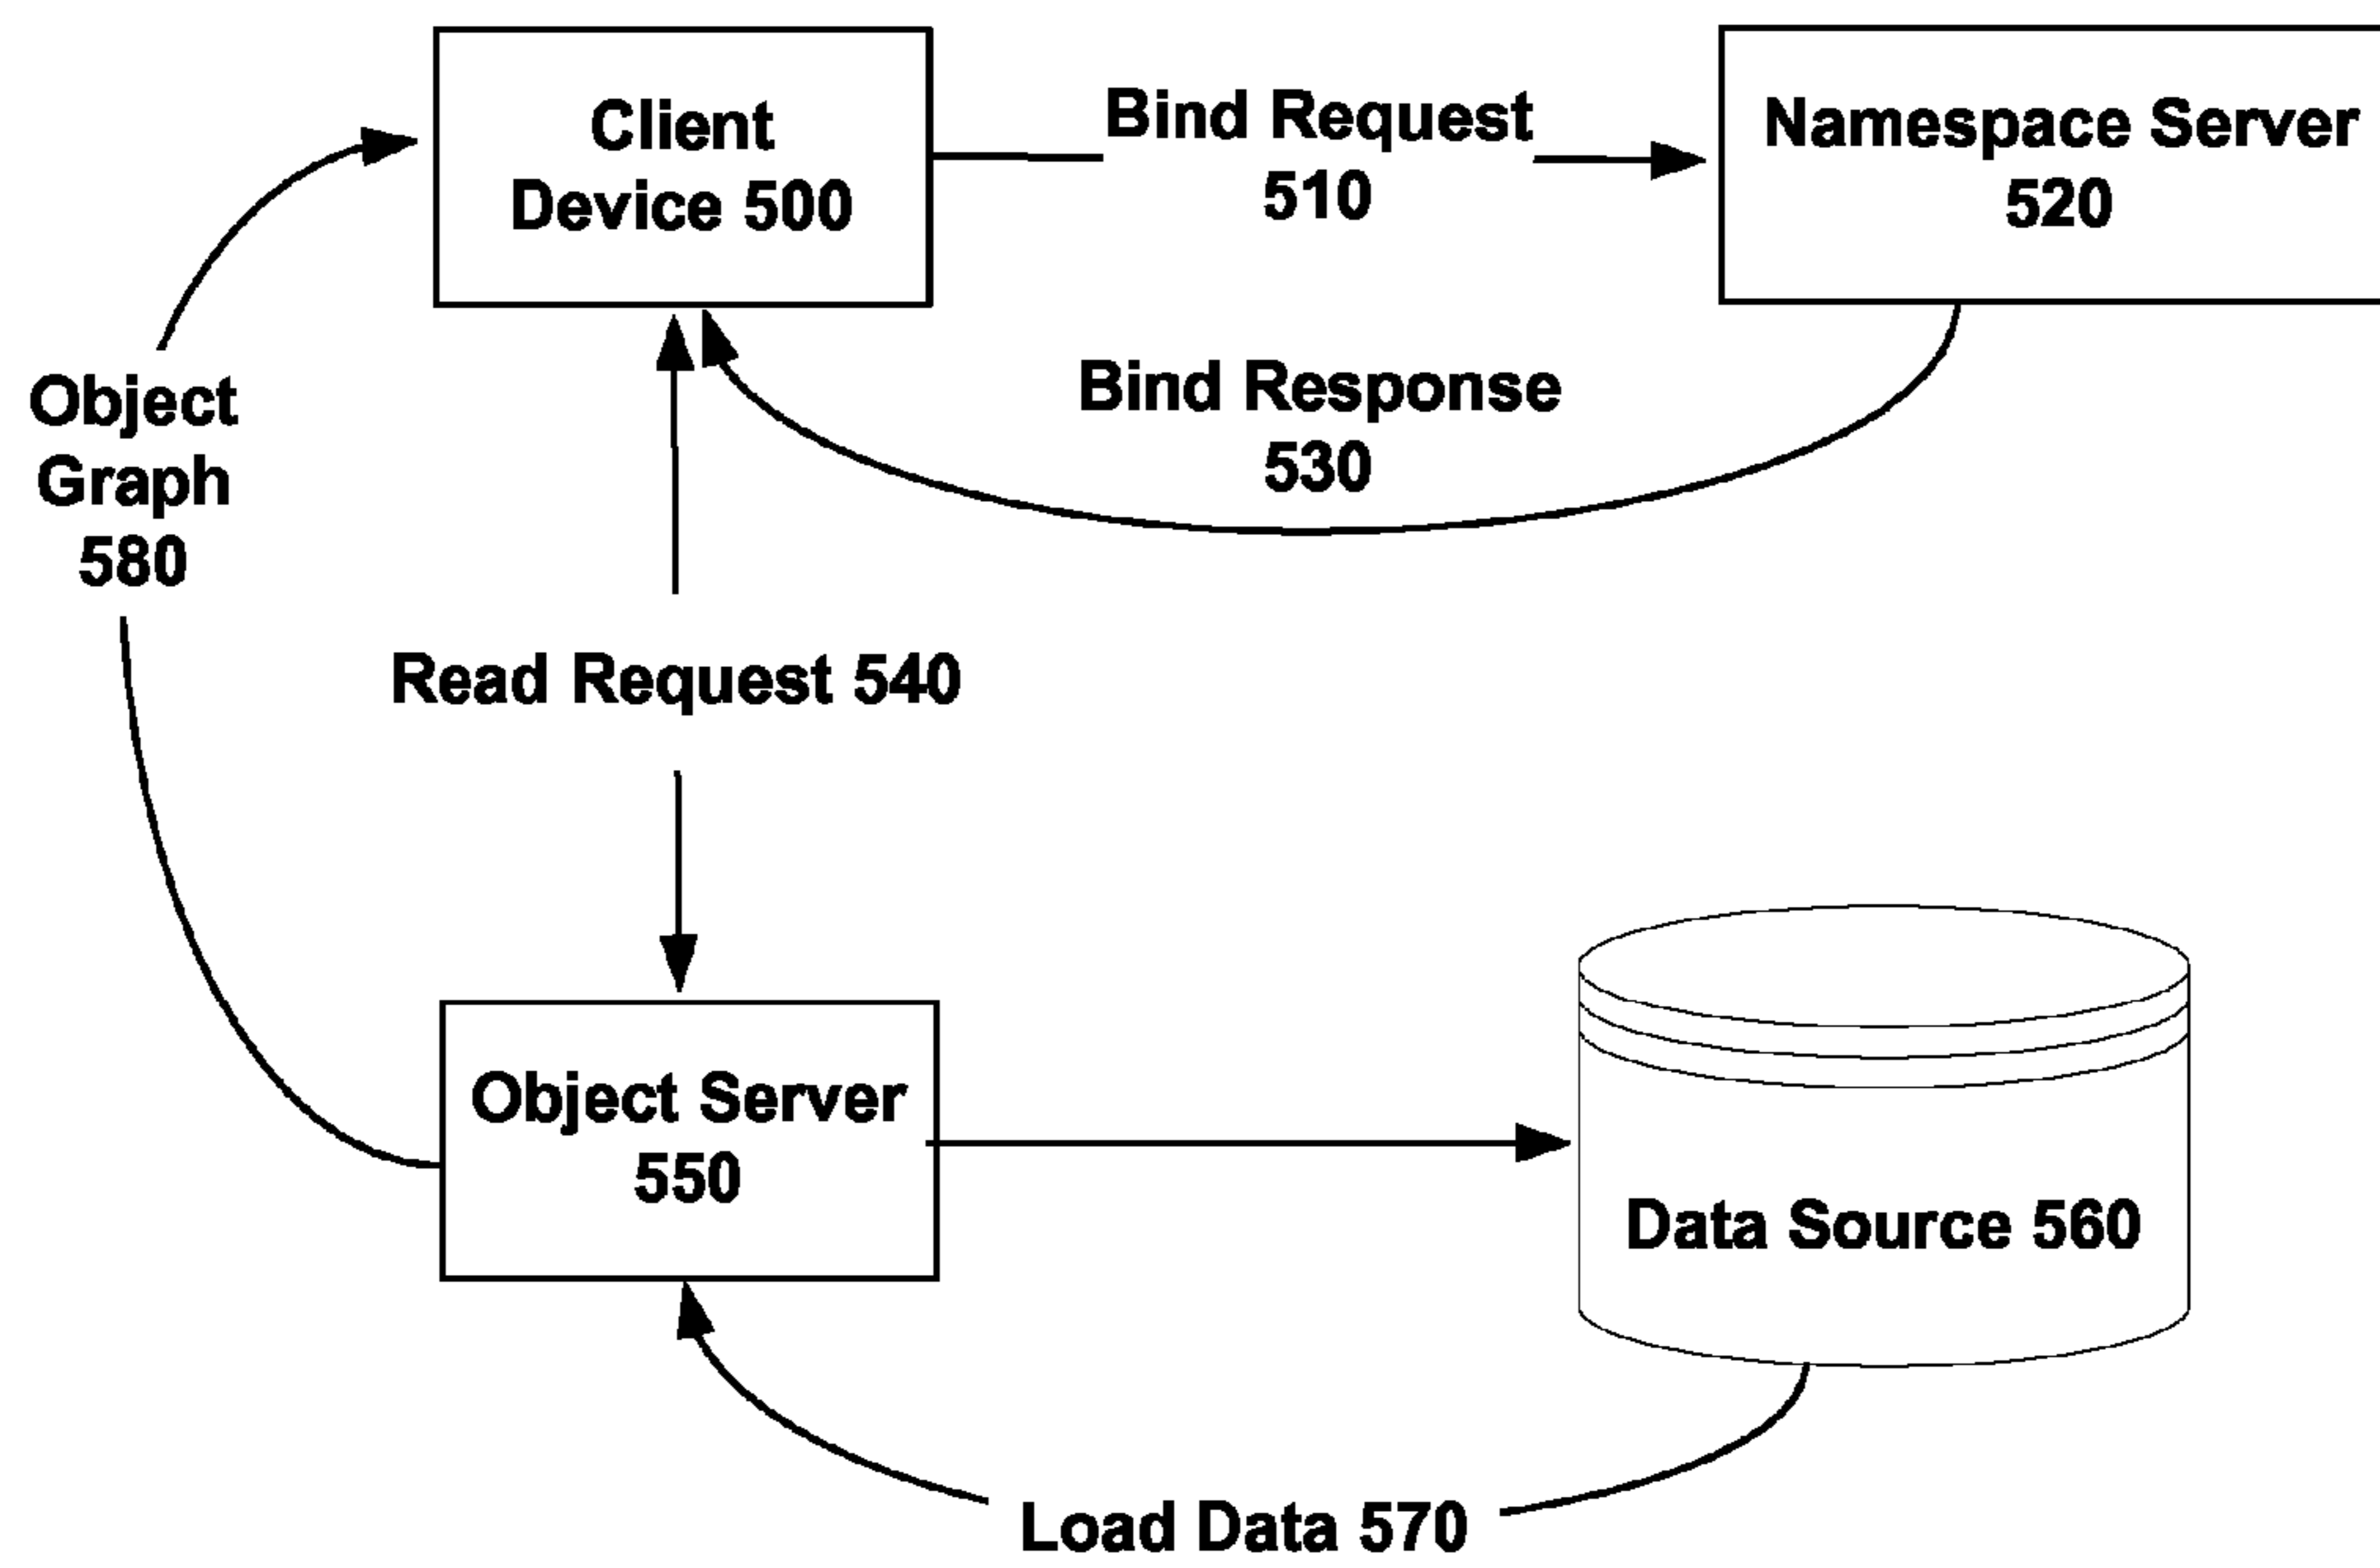 Client
Device 500
Bind Request
510
Namespace Server
520
Object
Graph
580
Bind Response
530
Read Request 540
Object Server
550
Data Source 560
Load Data 570